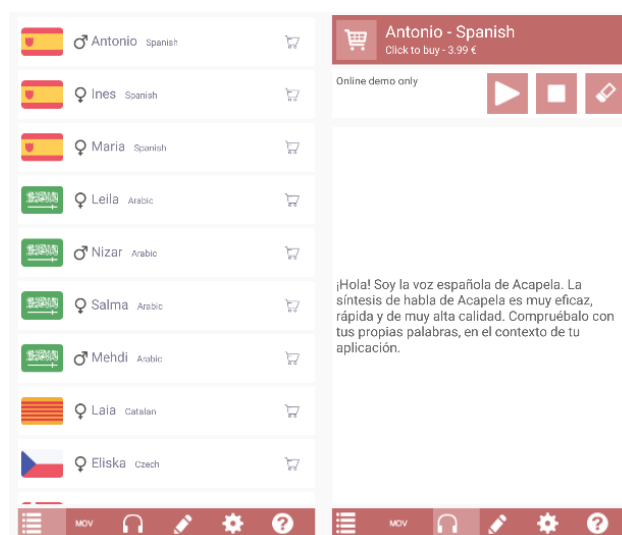 Antonio Spanish
Ines Spanish
Maria Spanish
Leila Arabic
Nizar Arabic
Salma Arabic
Mehdi Arabic
Laia Catalan
Eliska Czech
MOV
?
Antonio - Spanish
Click to buy - 3.99 €
Online demo only
¡Hola! Soy la voz española de Acapela. La
síntesis de habla de Acapela es muy eficaz,
rápida y de muy alta calidad. Compruébalo con
tus propias palabras, en el contexto de tu
aplicación.
MOV
?